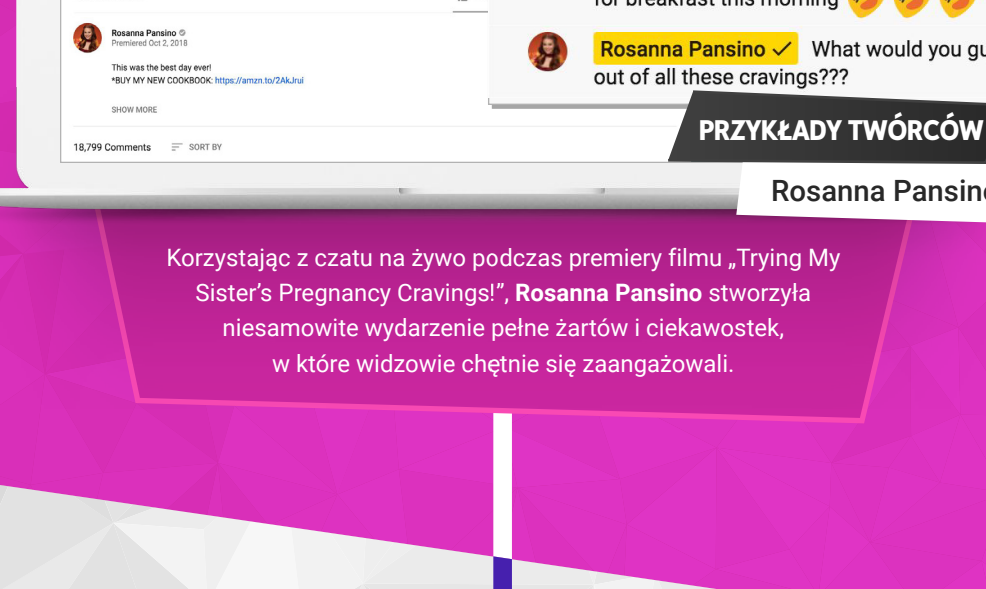 for breakfast this morning
Rosanna Pansino
Premiered Oct 2, 2018
This was the best day ever!
*BUY MY NEW COOKBOOK: https://amzn.to/2AkJrui
SHOW MORE
18,799 Comments SORT BY
Rosanna Pansino ✓ What would you
out of all these cravings???
PRZYKŁADY TWÓRCÓW
Rosanna Pansino
Korzystając z czatu na żywo podczas premiery filmu „Trying My
Sister’s Pregnancy Cravings!”, Rosanna Pansino stworzyła
niesamowite wydarzenie pełne żartów i ciekawostek,
w które widzowie chętnie się zaangażowali.